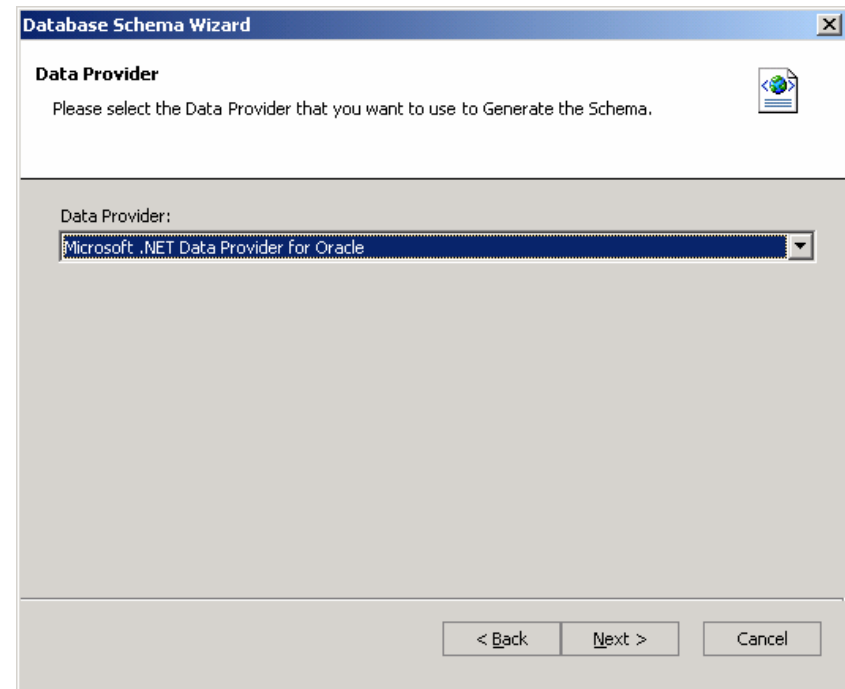 Database Schema Wizard
Data Provider
Please select the Data Provider that you want to use to Generate the Schema.
Data Provider:
Microsoft .NET Data Provider for Oracle
< Back
Next >
Cancel